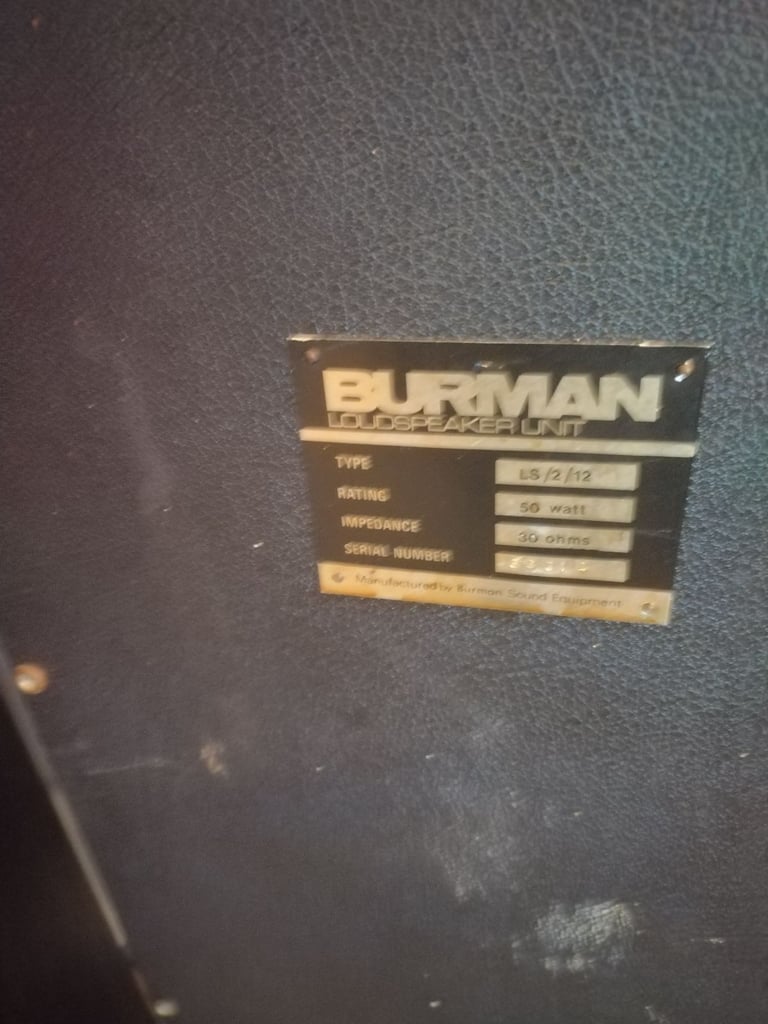 BURMAN
LOUDSPEAKER UNIT
TYPE LS/2/12
RATING 50 watt
IMPEDANCE 30 ohms
SERIAL NUMBER
Manufactured by Burman Sound Equipment